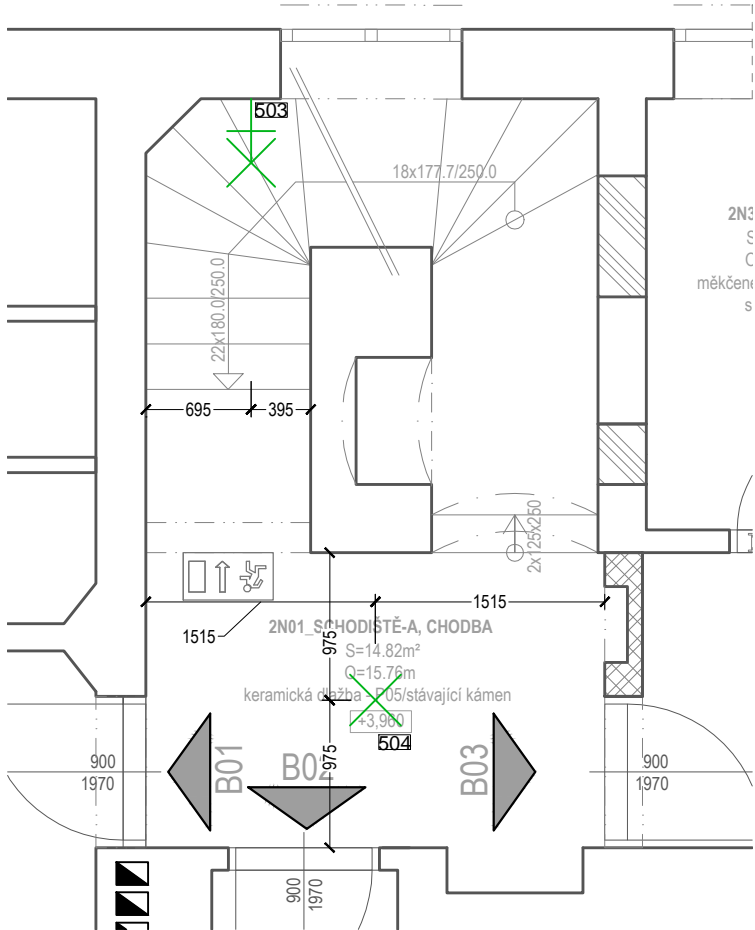 503
18x177.7/250.0
2N3
S
O
měkčene
s
22x180.0/250.0
695
395
2x125x250
1515
1515
2N01_SCHODIŠTĚ-A, CHODBA
S=14.82m²
O=15.76m
keramická dlažba - P05/stávající kámen
975
+3,960
504
975
B01
B02
B03
900
1970
900
1970
900
1970